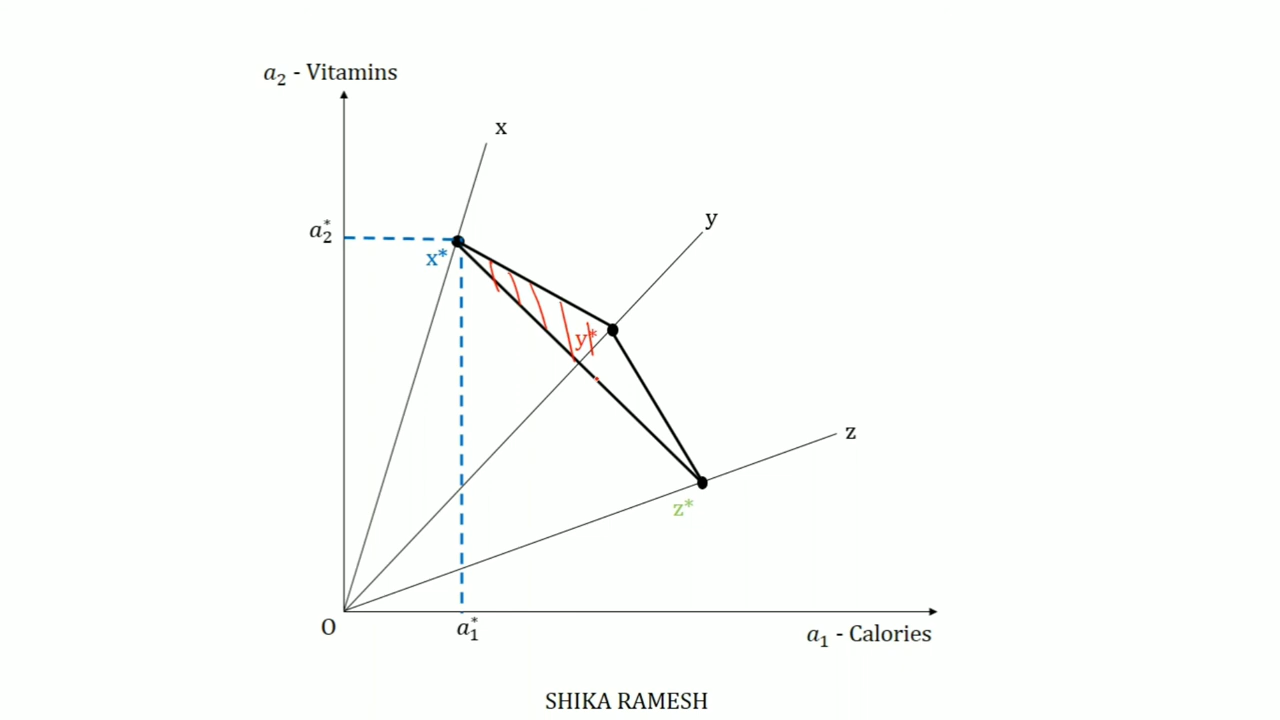 a₂ - Vitamins
x
y
a₂*
x*
y*
z
z*
O
a₁*
a₁ - Calories
SHIKA RAMESH